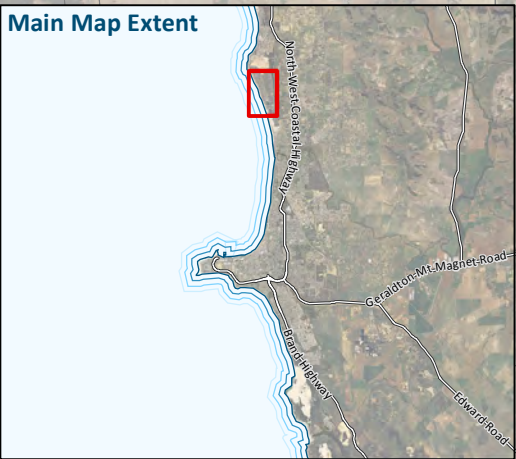 Main Map Extent
North-West-Coastal-Highway
Geraldton-Mt-Magnet-Road
Brand-Highway
Edward-Road